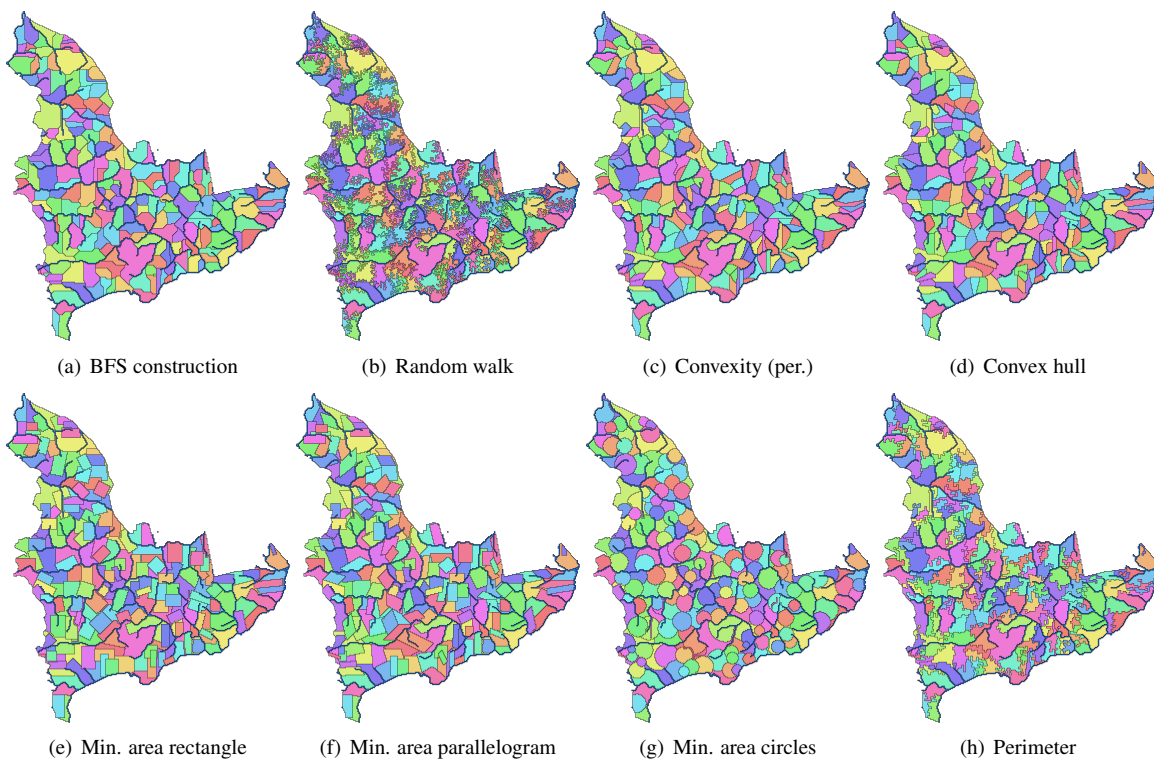 (a) BFS construction
(b) Random walk
(c) Convexity (per.)
(d) Convex hull
(e) Min. area rectangle
(f) Min. area parallelogram
(g) Min. area circles
(h) Perimeter